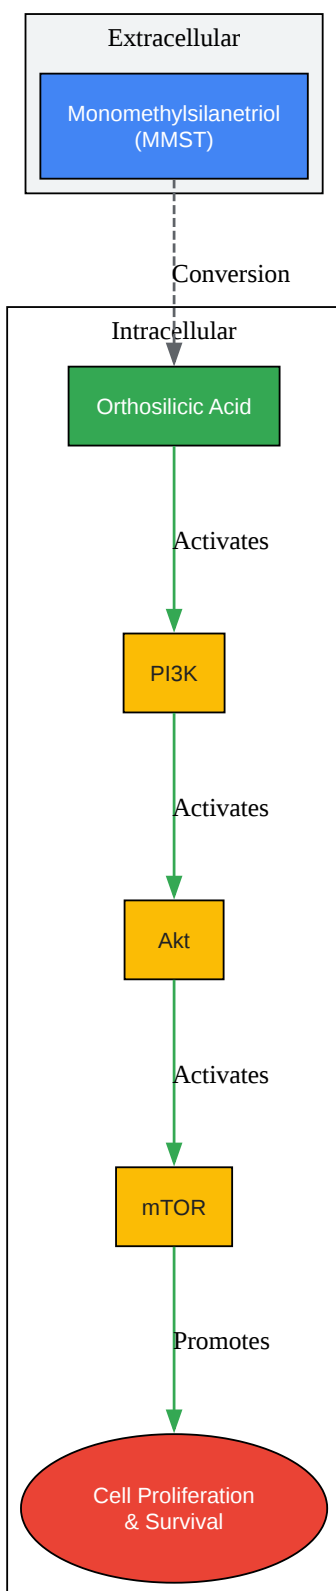 Extracellular
Monomethylsilanetriol
(MMST)
Conversion
Intracellular
Orthosilicic Acid
Activates
PI3K
Activates
Akt
Activates
mTOR
Promotes
Cell Proliferation
& Survival